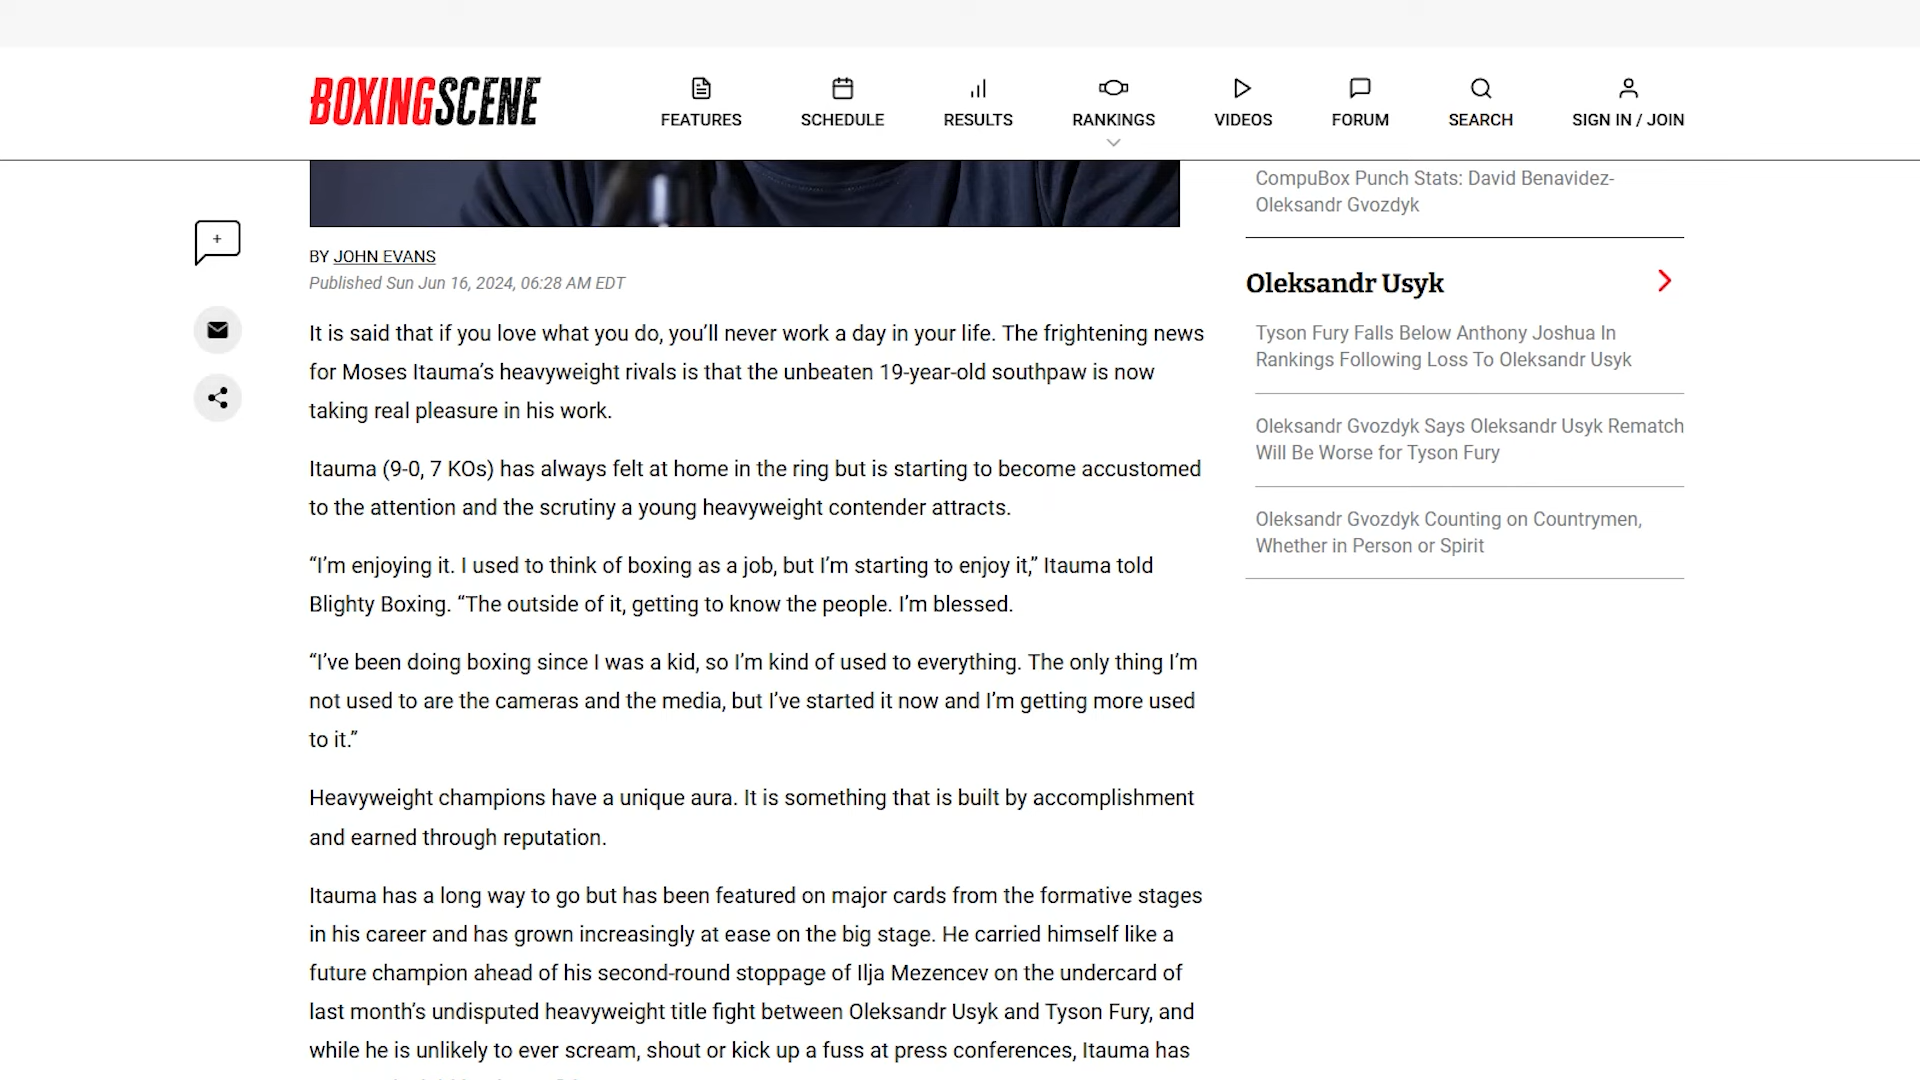 BOXINGSCENE
FEATURES
SCHEDULE
RESULTS
RANKINGS
VIDEOS
FORUM
SEARCH
SIGN IN / JOIN
+
BY JOHN EVANS
Published Sun Jun 16, 2024, 06:28 AM EDT
It is said that if you love what you do, you’ll never work a day in your life. The frightening news
for Moses Itauma’s heavyweight rivals is that the unbeaten 19-year-old southpaw is now
taking real pleasure in his work.
Itauma (9-0, 7 KOs) has always felt at home in the ring but is starting to become accustomed
to the attention and the scrutiny a young heavyweight contender attracts.
“I’m enjoying it. I used to think of boxing as a job, but I’m starting to enjoy it,” Itauma told
Blighty Boxing. “The outside of it, getting to know the people. I’m blessed.
“I’ve been doing boxing since I was a kid, so I’m kind of used to everything. The only thing I’m
not used to are the cameras and the media, but I’ve started it now and I’m getting more used
to it.”
Heavyweight champions have a unique aura. It is something that is built by accomplishment
and earned through reputation.
Itauma has a long way to go but has been featured on major cards from the formative stages
in his career and has grown increasingly at ease on the big stage. He carried himself like a
future champion ahead of his second-round stoppage of Ilja Mezencev on the undercard of
last month’s undisputed heavyweight title fight between Oleksandr Usyk and Tyson Fury, and
while he is unlikely to ever scream, shout or kick up a fuss at press conferences, Itauma has
CompuBox Punch Stats: David Benavidez-
Oleksandr Gvozdyk
Oleksandr Usyk
Tyson Fury Falls Below Anthony Joshua In
Rankings Following Loss To Oleksandr Usyk
Oleksandr Gvozdyk Says Oleksandr Usyk Rematch
Will Be Worse for Tyson Fury
Oleksandr Gvozdyk Counting on Countrymen,
Whether in Person or Spirit